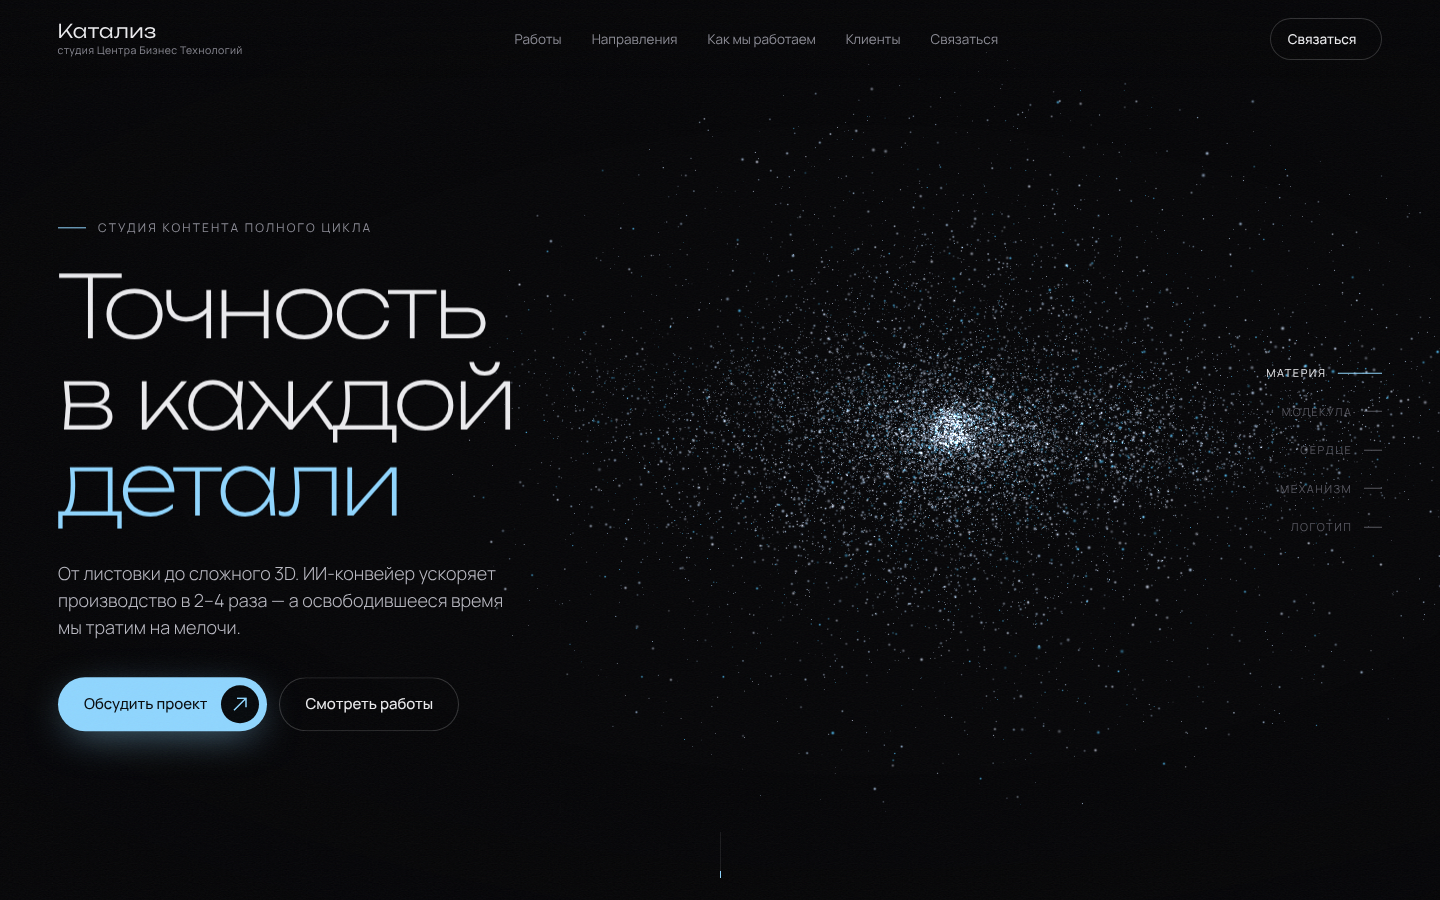 Катализ
студия Центра Бизнес Технологий
Работы
Направления
Как мы работаем
Клиенты
Связаться
Связаться
СТУДИЯ КОНТЕНТА ПОЛНОГО ЦИКЛА
Точность
в каждой
детали
От листовки до сложного 3D. ИИ-конвейер ускоряет
производство в 2–4 раза — а освободившееся время
мы тратим на мелочи.
Обсудить проект
Смотреть работы
МАТЕРИЯ
МОЛЕКУЛА
СЕРДЦЕ
МЕХАНИЗМ
ЛОГОТИП